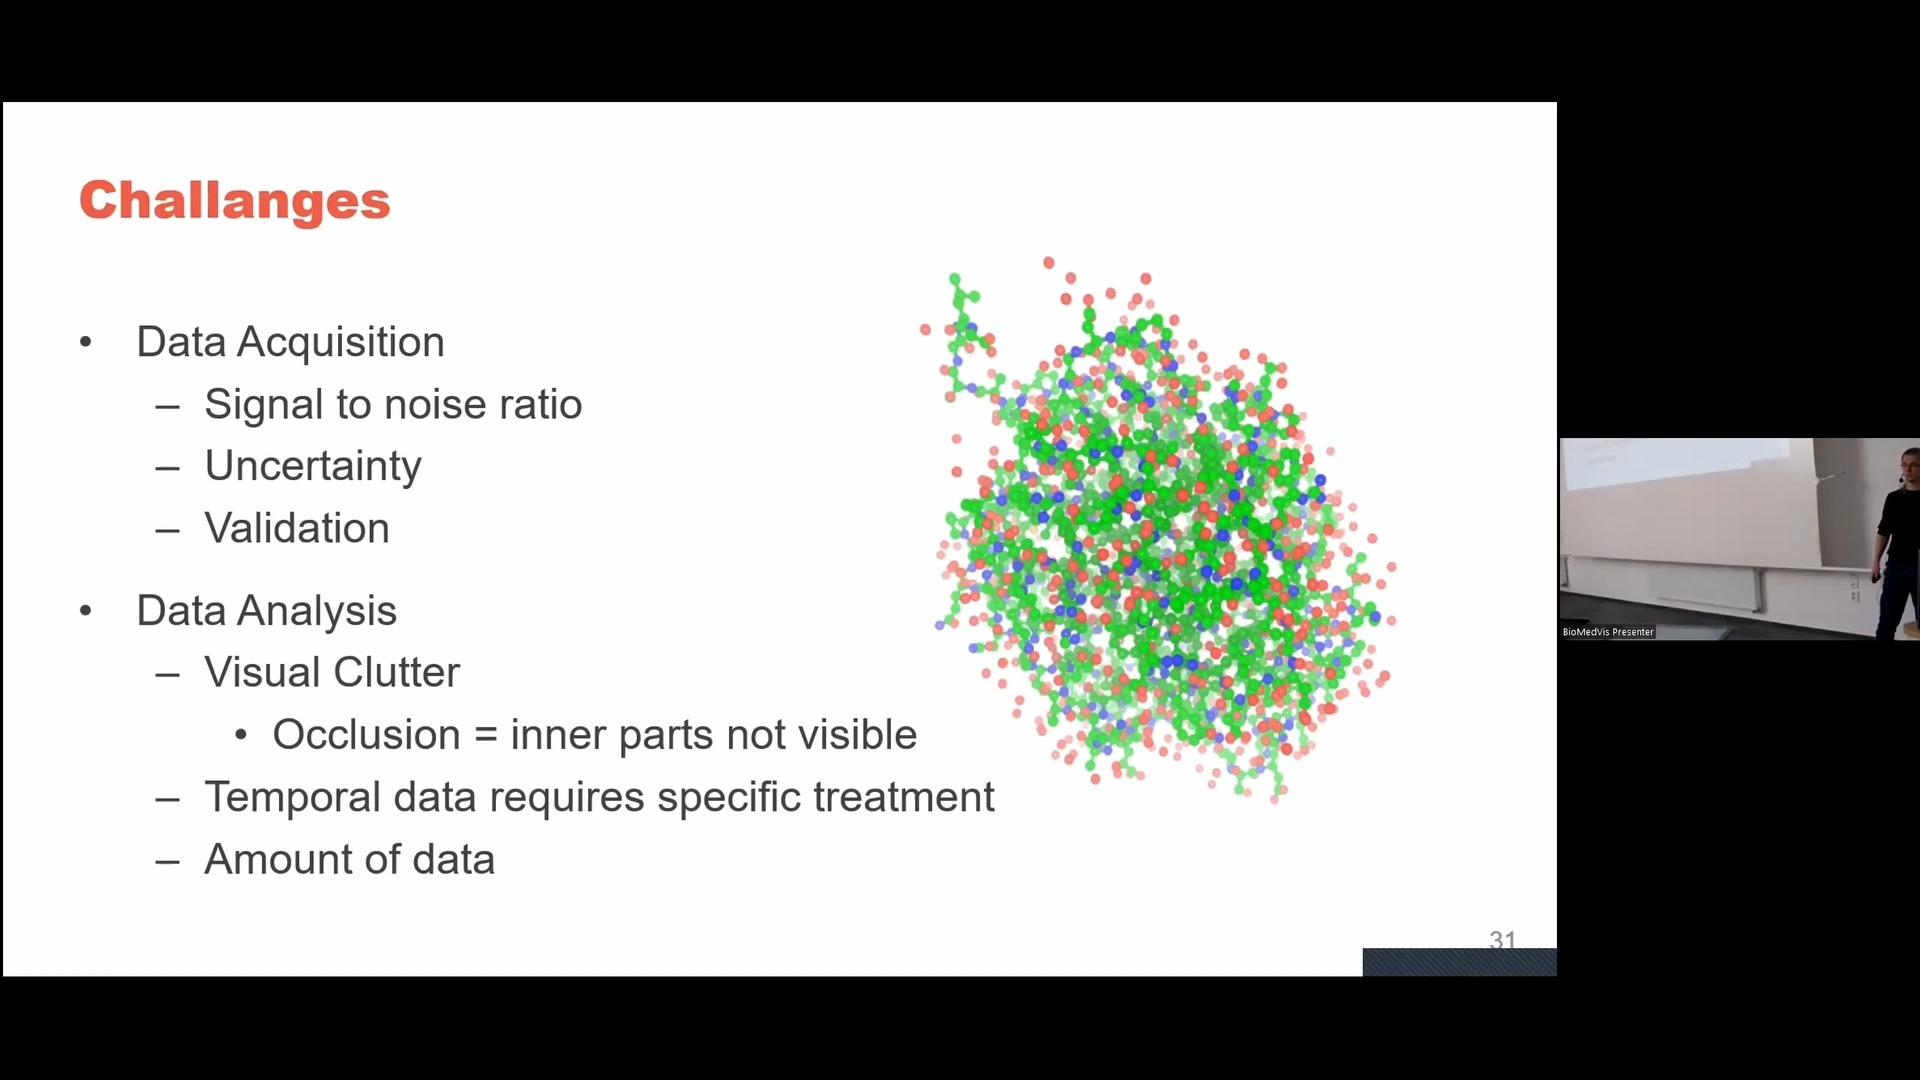 Challanges
• Data Acquisition
– Signal to noise ratio
– Uncertainty
– Validation
• Data Analysis
– Visual Clutter
• Occlusion = inner parts not visible
– Temporal data requires specific treatment
– Amount of data
31
BioMedVis Presenter